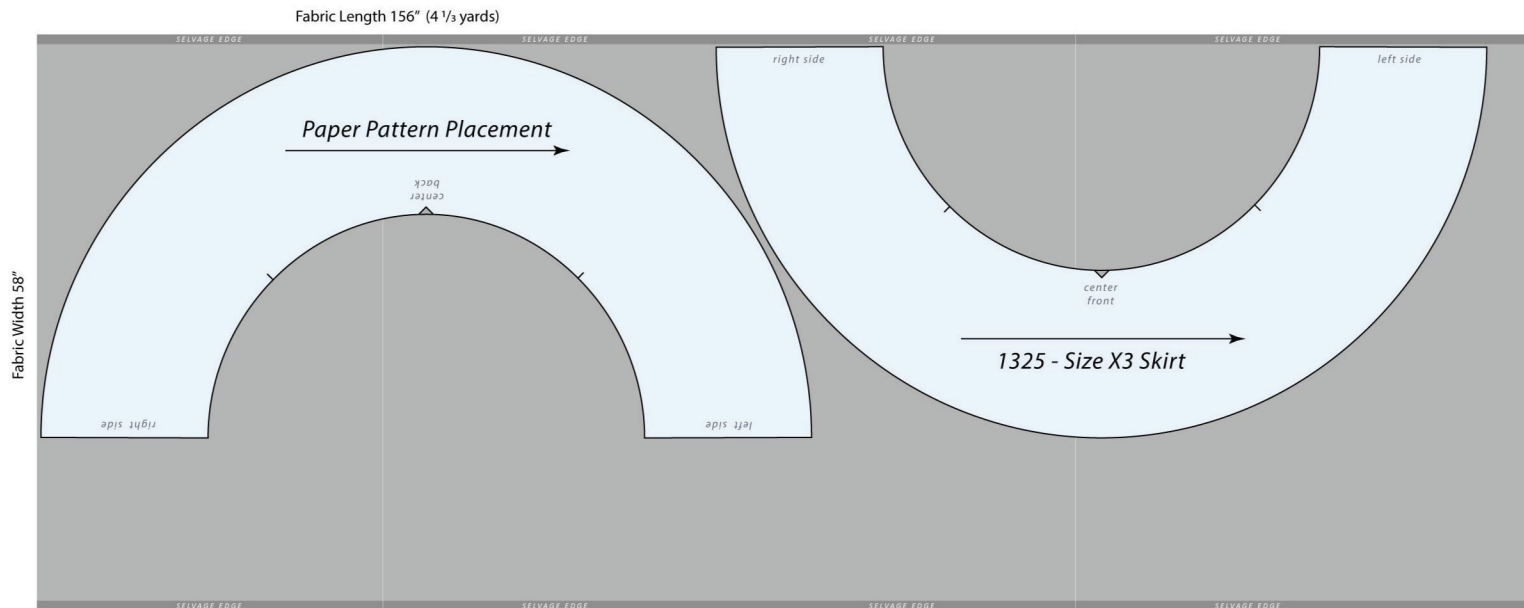 Fabric Length 156” (4 1/3 yards)
SELVAGE EDGE
SELVAGE EDGE
SELVAGE EDGE
SELVAGE EDGE
right side
left side
Paper Pattern Placement
center
back
Fabric Width 58”
center
front
1325 - Size X3 Skirt
right side
left side
SELVAGE EDGE
SELVAGE EDGE
SELVAGE EDGE
SELVAGE EDGE